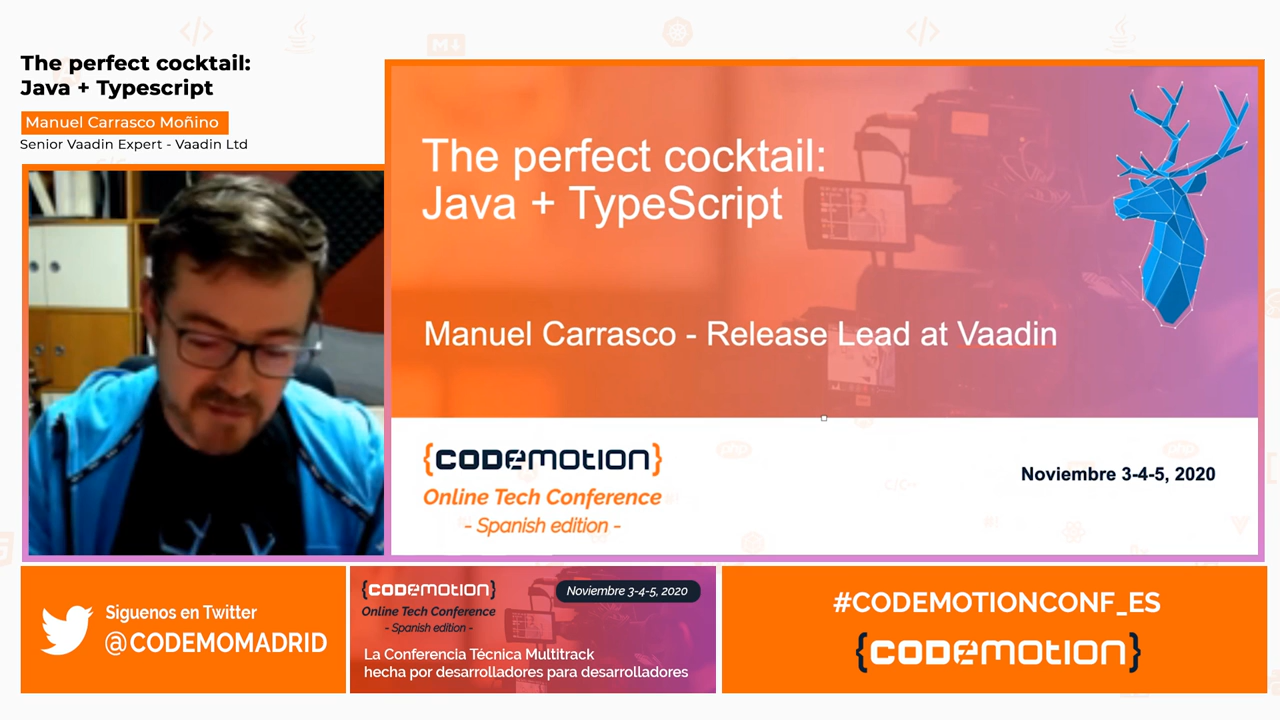 The perfect cocktail:
Java + Typescript
Manuel Carrasco Moñino
Senior Vaadin Expert - Vaadin Ltd
The perfect cocktail:
Java + TypeScript
Manuel Carrasco - Release Lead at Vaadin
{CODEMOTION}
Online Tech Conference
- Spanish edition -
Noviembre 3-4-5, 2020
Siguenos en Twitter
@CODEMOMADRID
{CODEMOTION}
Online Tech Conference
- Spanish edition -
Noviembre 3-4-5, 2020
La Conferencia Técnica Multitrack
hecha por desarrolladores para desarrolladores
#CODEMOTIONCONF_ES
{CODEMOTION}